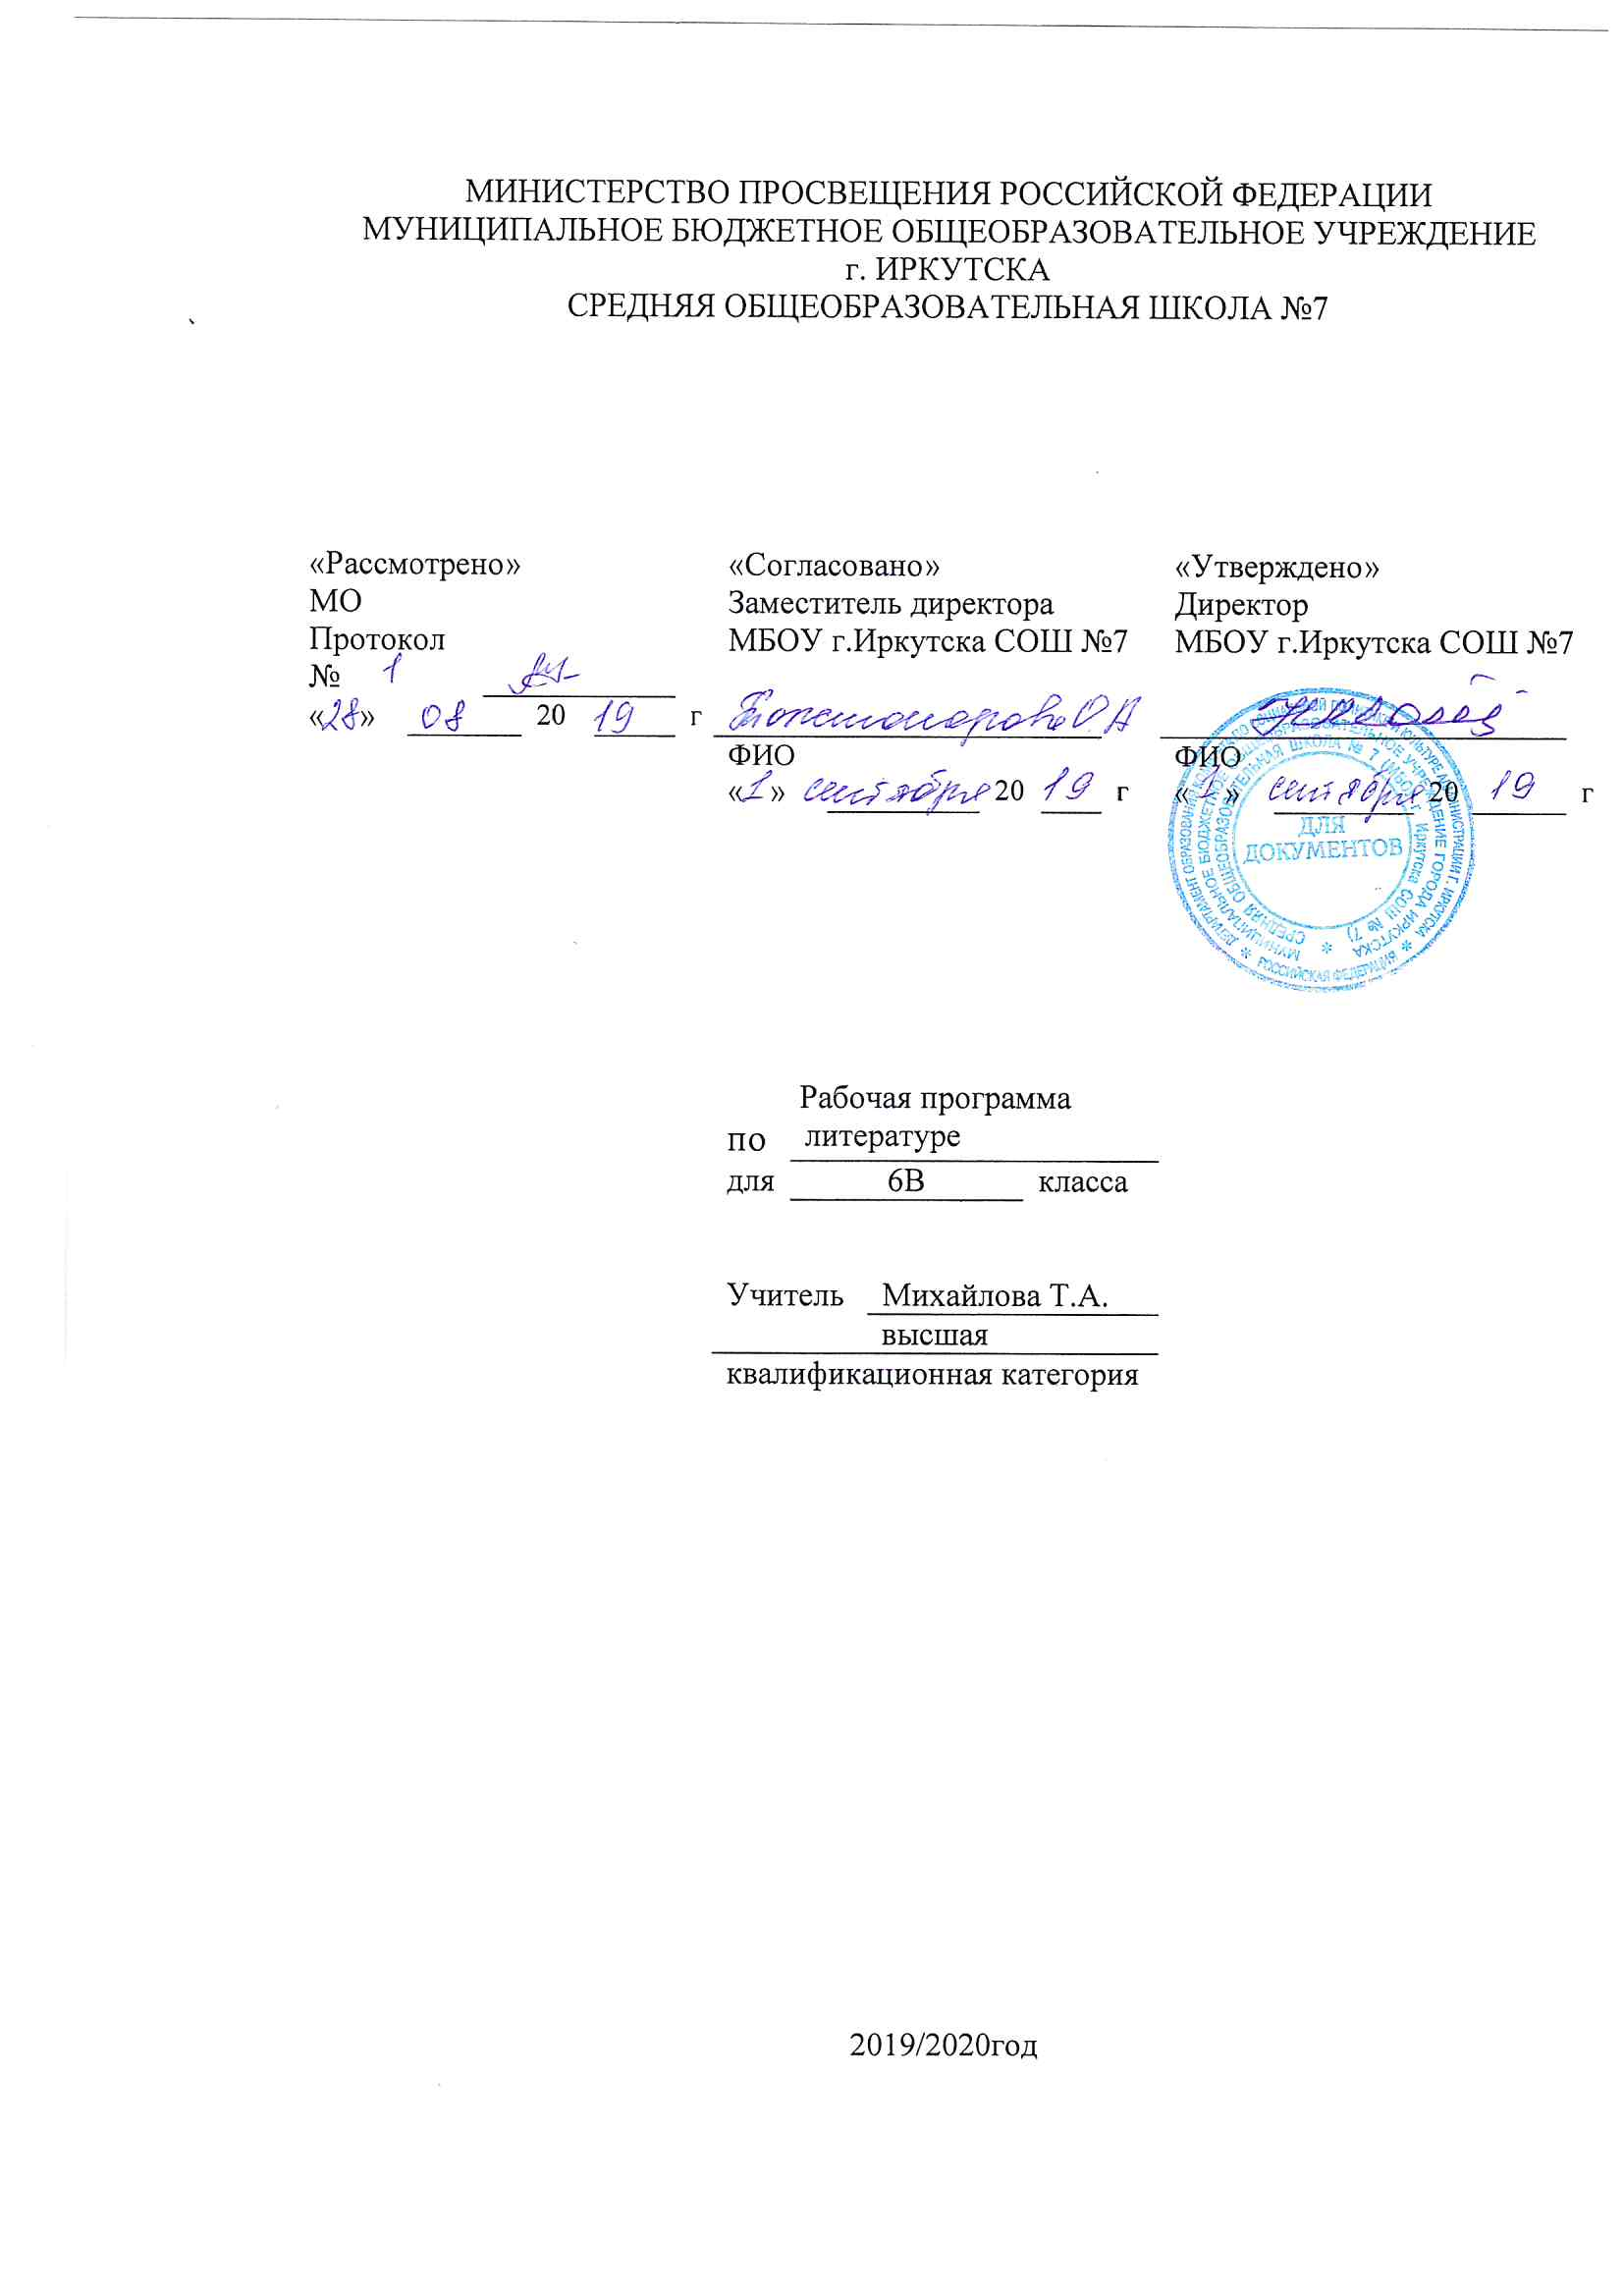 МИНИСТЕРСТВО ПРОСВЕЩЕНИЯ РОССИЙСКОЙ ФЕДЕРАЦИИ
МУНИЦИПАЛЬНОЕ БЮДЖЕТНОЕ ОБЩЕОБРАЗОВАТЕЛЬНОЕ УЧРЕЖДЕНИЕ
г. ИРКУТСКА
СРЕДНЯЯ ОБЩЕОБРАЗОВАТЕЛЬНАЯ ШКОЛА №7
«Рассмотрено»
МО
Протокол
№ 1
«28» 08 20 19 г
«Согласовано»
Заместитель директора
МБОУ г.Иркутска СОШ №7
О.А
ФИО
«1» сентября 20 19 г
«Утверждено»
Директор
МБОУ г.Иркутска СОШ №7
ФИО
«1» сентября 20 19 г
ДЛЯ
ДОКУМЕНТОВ
РОССИЙСКАЯ ФЕДЕРАЦИЯ
Рабочая программа
по литературе
для 6В класса
Учитель Михайлова Т.А.
высшая
квалификационная категория
2019/2020год